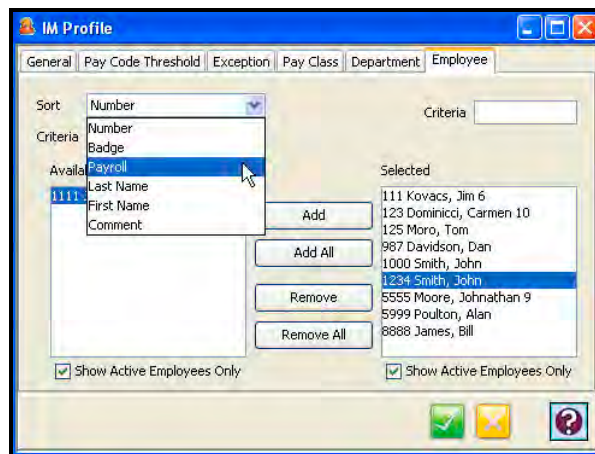 IM Profile
General Pay Code Threshold Exception Pay Class Department Employee
Sort Number Criteria
Criteria
Number
Badge
Payroll
Last Name
First Name
Comment
Selected
1111
111 Kovacs, Jim 6
123 Dominicci, Carmen 10
125 Moro, Tom
987 Davidson, Dan
1000 Smith, John
1234 Smith, John
5555 Moore, Johnathan 9
5999 Poulton, Alan
8888 James, Bill
Add
Add All
Remove
Remove All
Show Active Employees Only
Show Active Employees Only
?